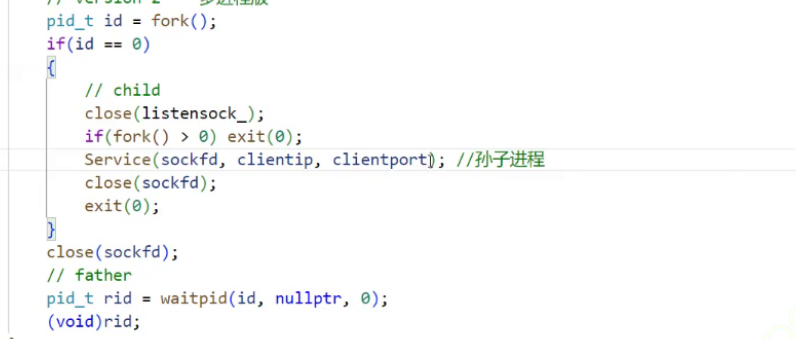 // version 2 -- 多进程版
pid_t id = fork();
if(id == 0)
{
// child
close(listensock_);
if(fork() > 0) exit(0);
Service(sockfd, clientip, clientport); //孙子进程
close(sockfd);
exit(0);
}
close(sockfd);
// father
pid_t rid = waitpid(id, nullptr, 0);
(void)rid;